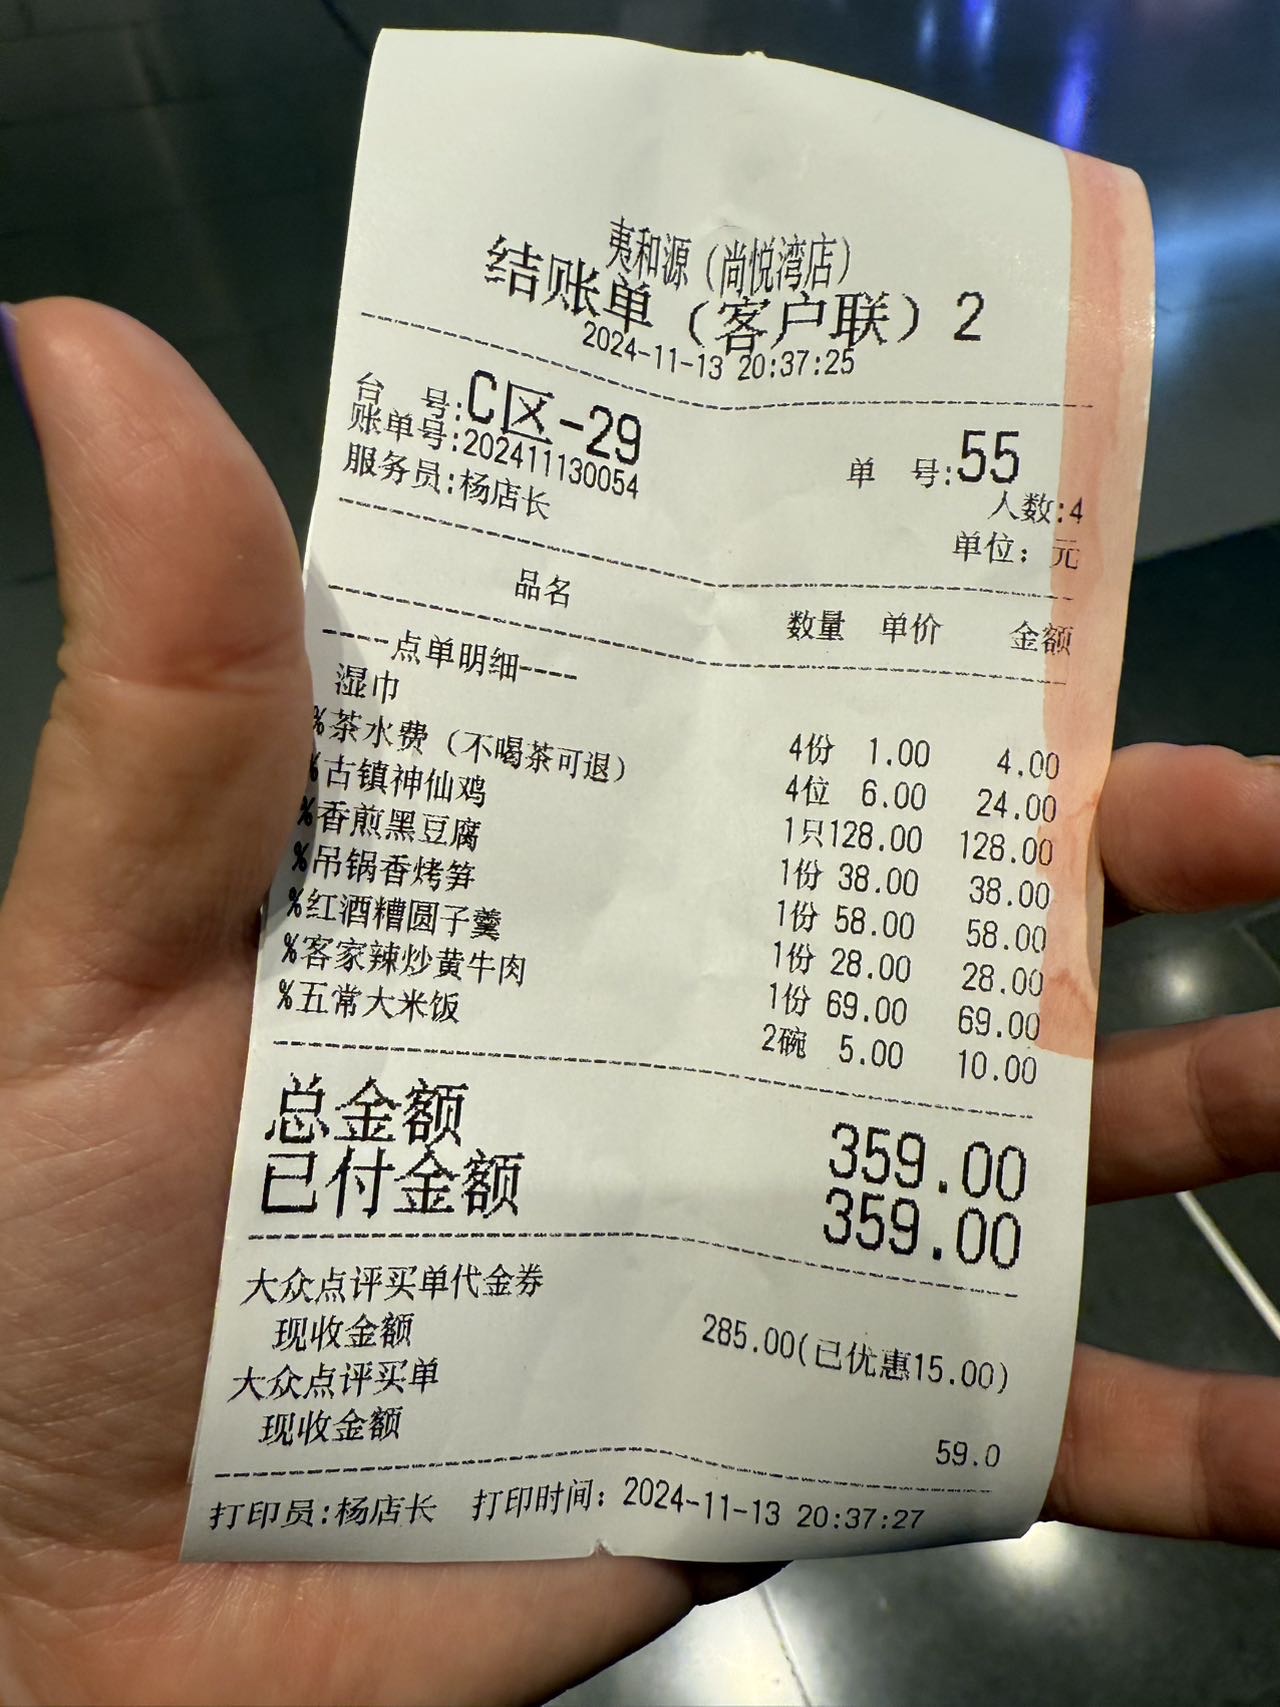 夷和源（尚悦湾店）
结账单（客户联）2
2024-11-13 20:37:25
台 号:C区-29 单 号:55
账单号:202411130054 人数:4
服务员:杨店长 单位：元
品名 数量 单价 金额
----点单明细----
湿巾 4份 1.00 4.00
%茶水费（不喝茶可退） 4位 6.00 24.00
%古镇神仙鸡 1只128.00 128.00
%香煎黑豆腐 1份 38.00 38.00
%吊锅香烤笋 1份 58.00 58.00
%红酒糟圆子羹 1份 28.00 28.00
%客家辣炒黄牛肉 1份 69.00 69.00
%五常大米饭 2碗 5.00 10.00
总金额 359.00
已付金额 359.00
大众点评买单代金券
现收金额 285.00(已优惠15.00)
大众点评买单
现收金额 59.0
打印员:杨店长 打印时间：2024-11-13 20:37:27